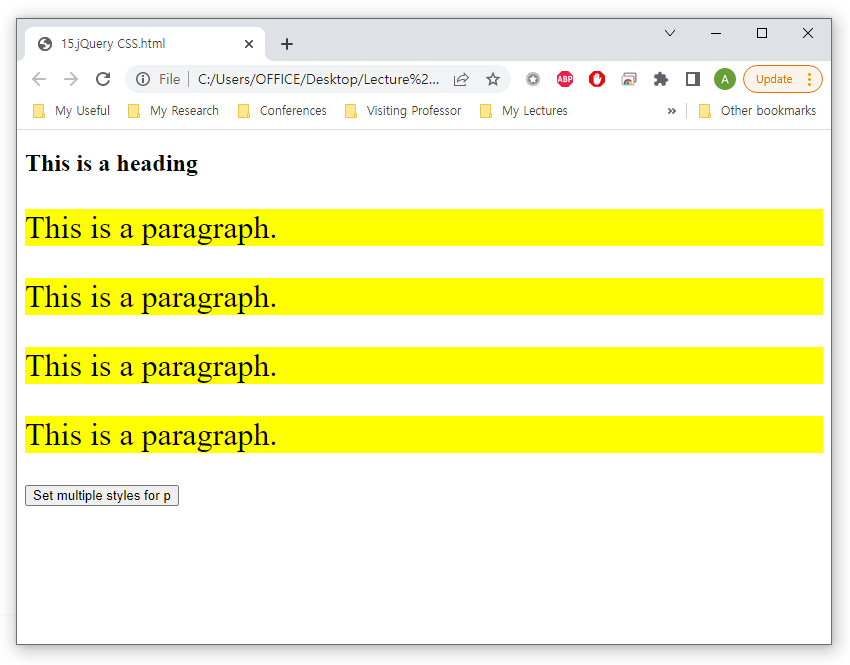 15.jQuery CSS.html
File C:/Users/OFFICE/Desktop/Lecture%2... ABP A Update
My Useful My Research Conferences Visiting Professor My Lectures » Other bookmarks
This is a heading
This is a paragraph.
This is a paragraph.
This is a paragraph.
This is a paragraph.
Set multiple styles for p